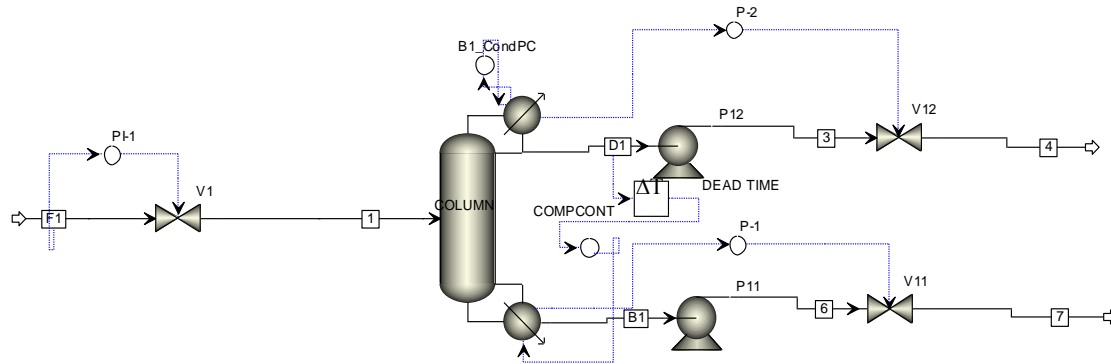 P-2
B1_CondPC
P12
V12
PI-1
D1
3
4
V1
ΔT
DEAD TIME
COLUMN
F1
1
COMPCONT
P-1
P11
V11
B1
6
7